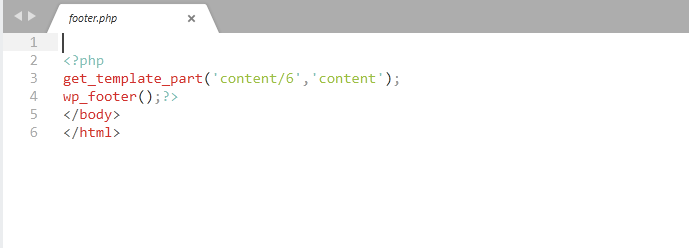 footer.php ×
1
2 <?php
3 get_template_part('content/6','content');
4 wp_footer();?>
5 </body>
6 </html>